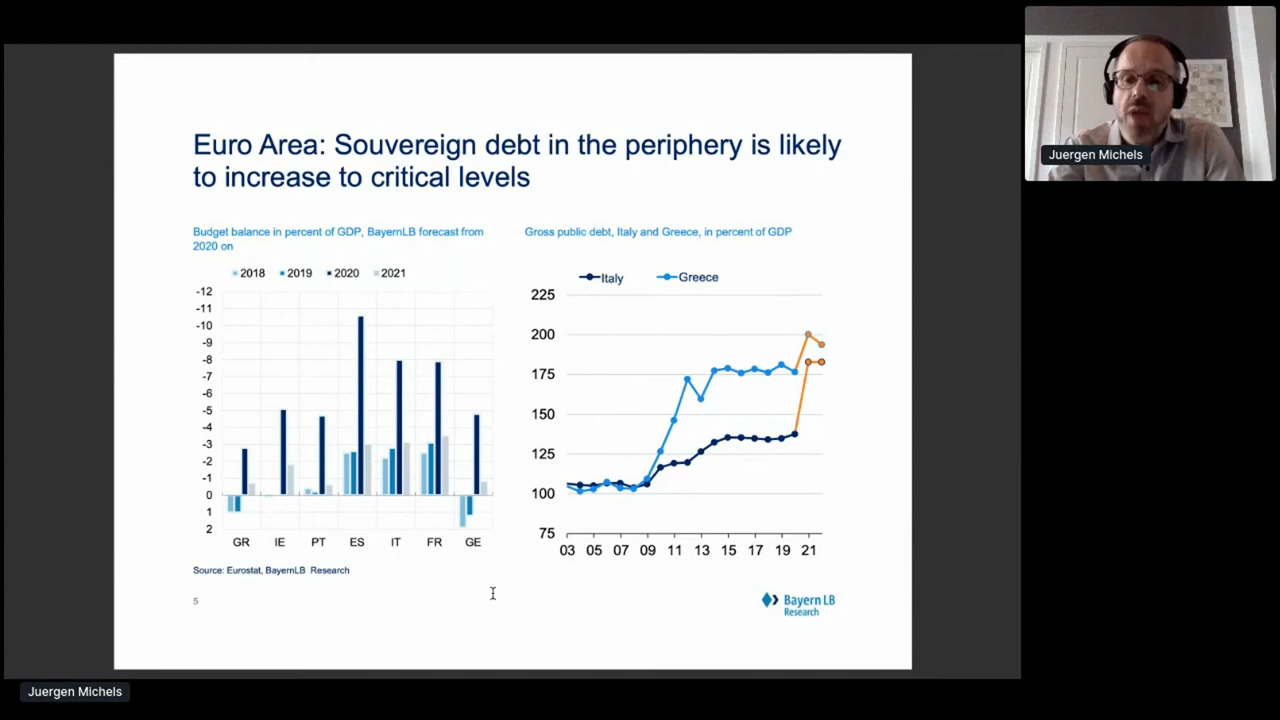 Euro Area: Souvereign debt in the periphery is likely
to increase to critical levels
Budget balance in percent of GDP, BayernLB forecast from
2020 on
2018 2019 2020 2021
-12
-11
-10
-9
-8
-7
-6
-5
-4
-3
-2
-1
0
1
2
GR IE PT ES IT FR GE
Source: Eurostat, BayernLB Research
5
Gross public debt, Italy and Greece, in percent of GDP
Italy Greece
225
200
175
150
125
100
75
03 05 07 09 11 13 15 17 19 21
Bayern LB
Research
Juergen Michels
Juergen Michels